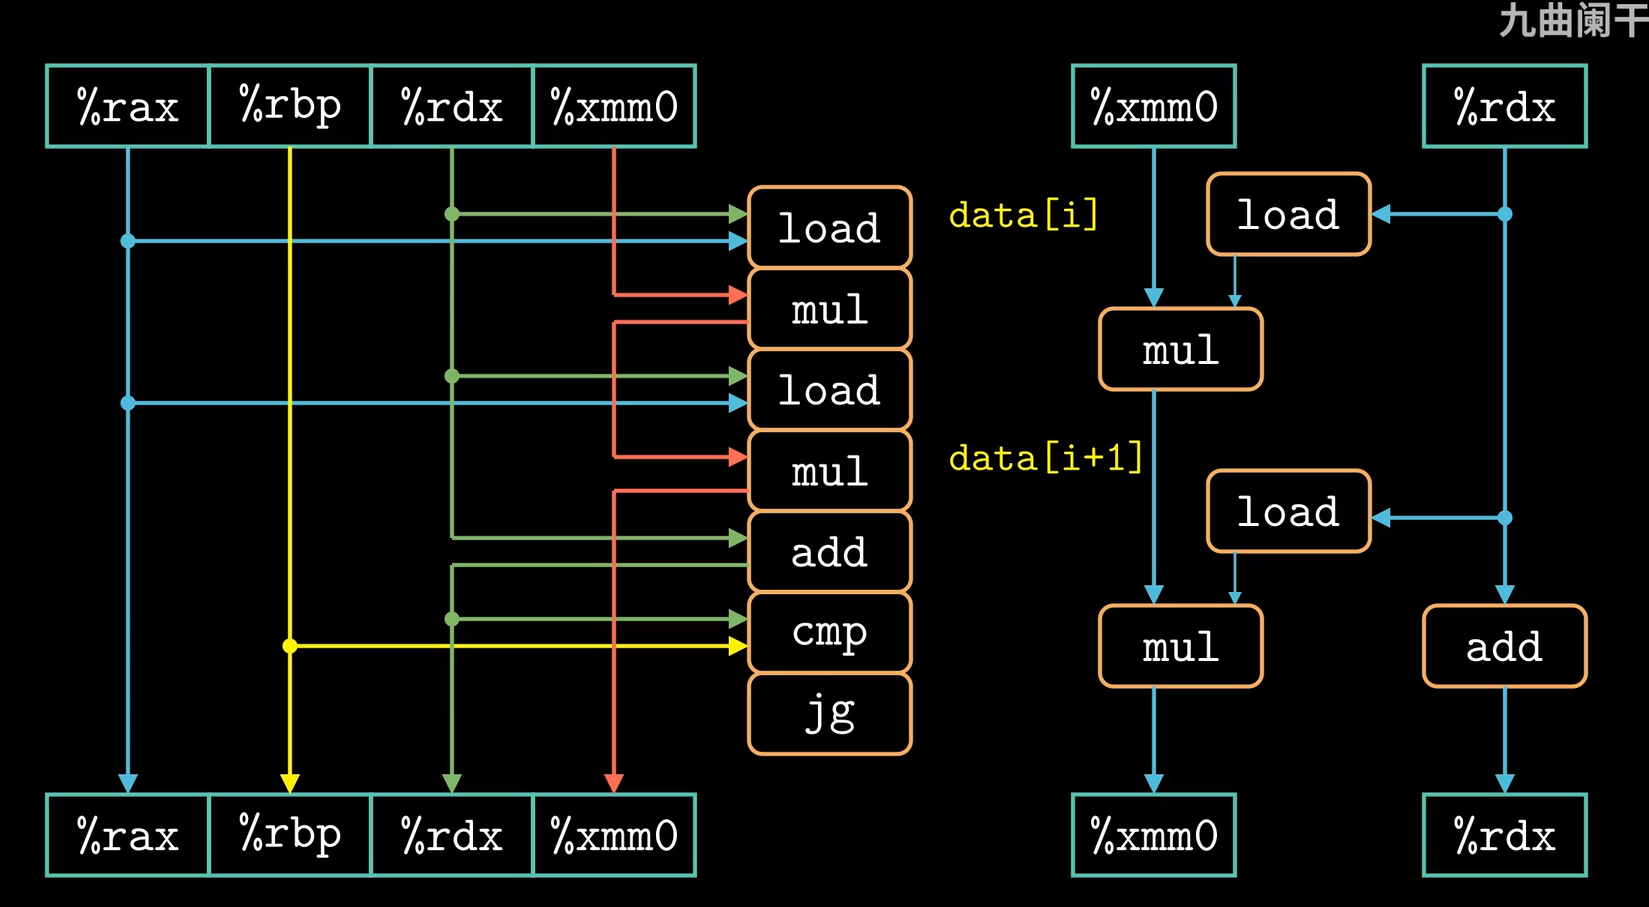 九曲阑干
%rax %rbp %rdx %xmm0
load
mul
load
mul
add
cmp
jg
%rax %rbp %rdx %xmm0
data[i]
data[i+1]
%xmm0 %rdx
load
mul
load
mul add
%xmm0 %rdx